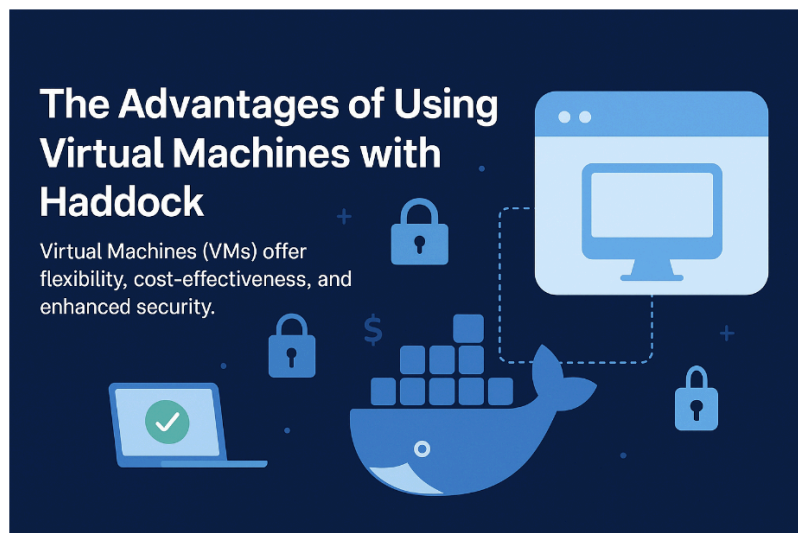 The Advantages of Using
Virtual Machines with
Haddock
Virtual Machines (VMs) offer
flexibility, cost-effectiveness, and
enhanced security.
$